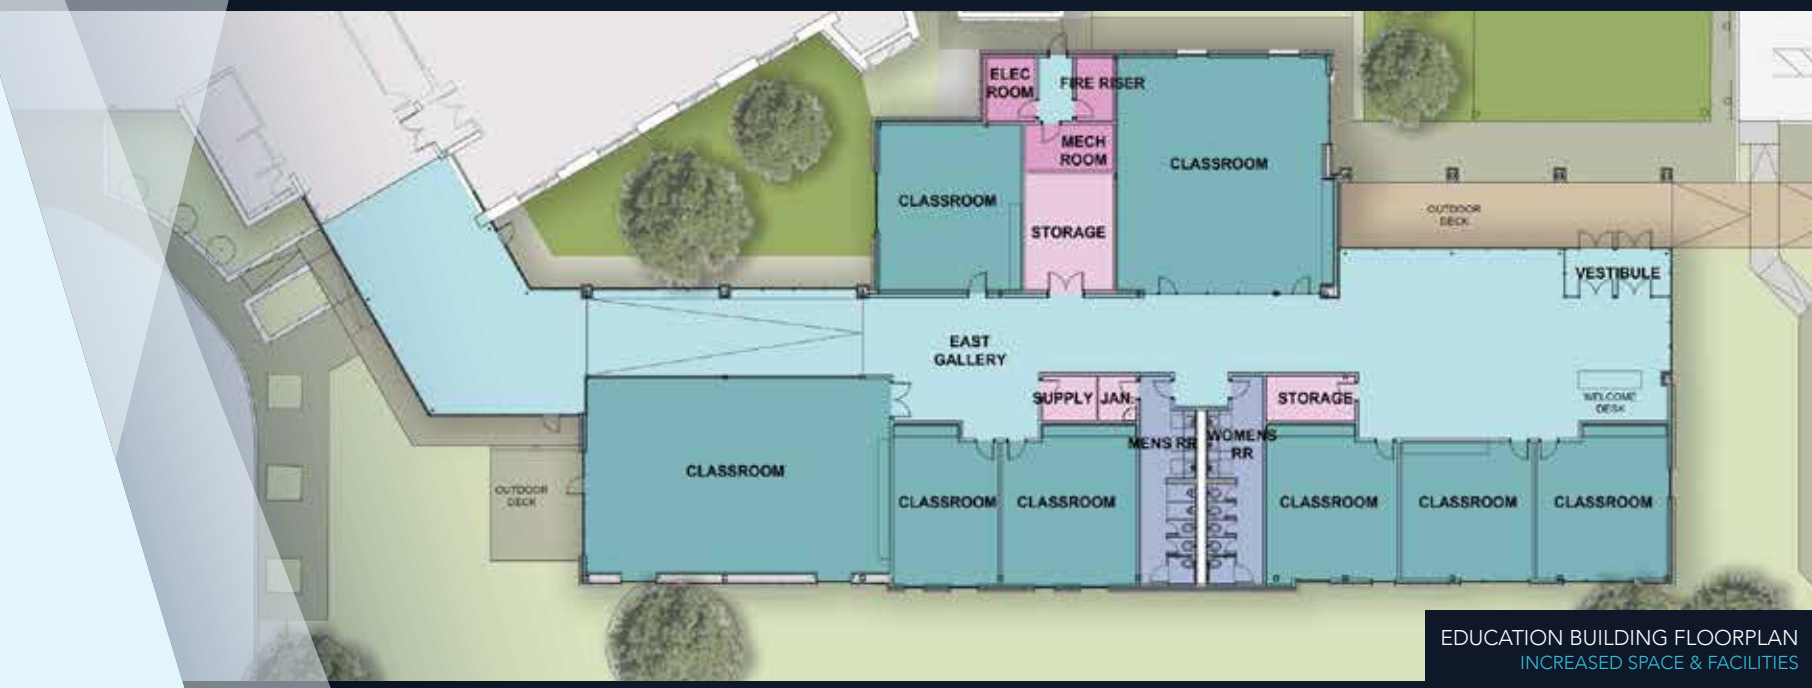 ELEC
ROOM
FIRE RISER
MECH
ROOM
CLASSROOM
CLASSROOM
STORAGE
OUTDOOR
DECK
VESTIBULE
EAST
GALLERY
SUPPLY
JAN.
STORAGE
WELCOME
DESK
MENS RR
WOMENS
RR
CLASSROOM
OUTDOOR
DECK
CLASSROOM
CLASSROOM
CLASSROOM
CLASSROOM
CLASSROOM
EDUCATION BUILDING FLOORPLAN
INCREASED SPACE & FACILITIES